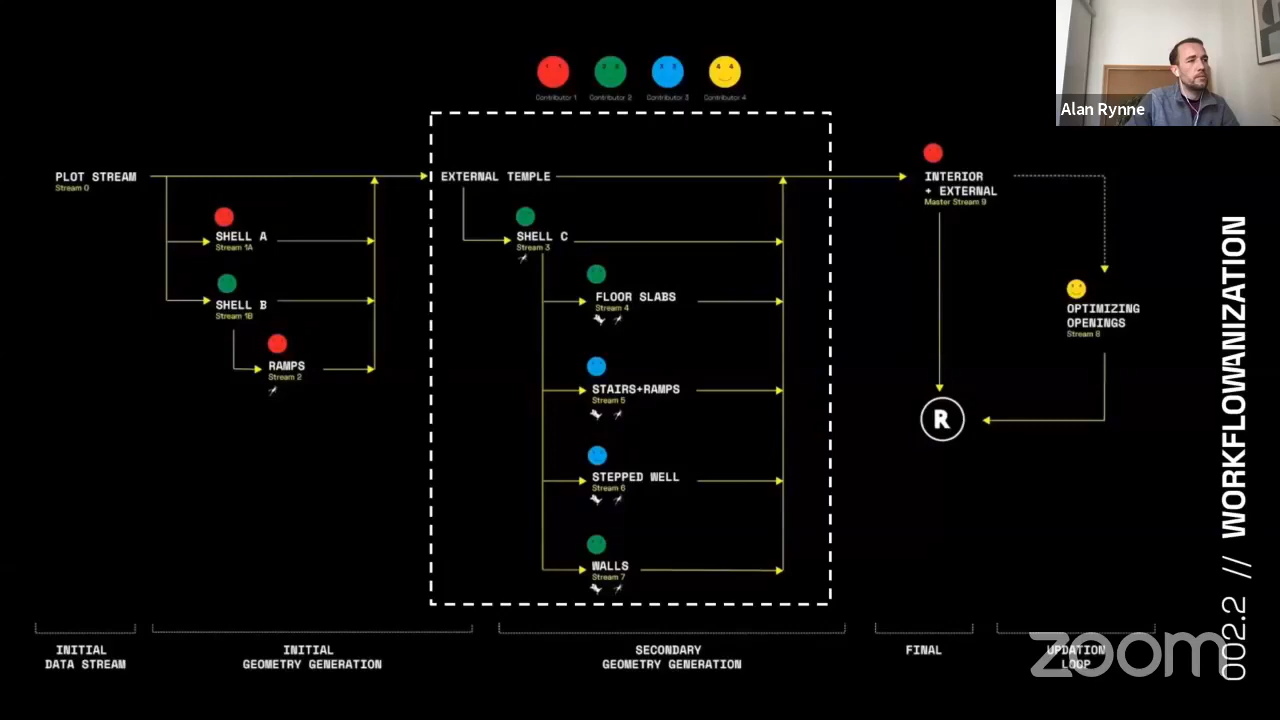 Alan Rynne
Contributor 1
Contributor 2
Contributor 3
Contributor 4
PLOT STREAM
Stream 0
SHELL A
Stream 1A
SHELL B
Stream 1B
RAMPS
Stream 2
EXTERNAL TEMPLE
SHELL C
Stream 3
FLOOR SLABS
Stream 4
STAIRS+RAMPS
Stream 5
STEPPED WELL
Stream 6
WALLS
Stream 7
INTERIOR
+ EXTERNAL
Master Stream 9
OPTIMIZING
OPENINGS
Stream 8
R
INITIAL
DATA STREAM
INITIAL
GEOMETRY GENERATION
SECONDARY
GEOMETRY GENERATION
FINAL
UPDATION
LOOP
002.2 // WORKFLOWANIZATION
zoom